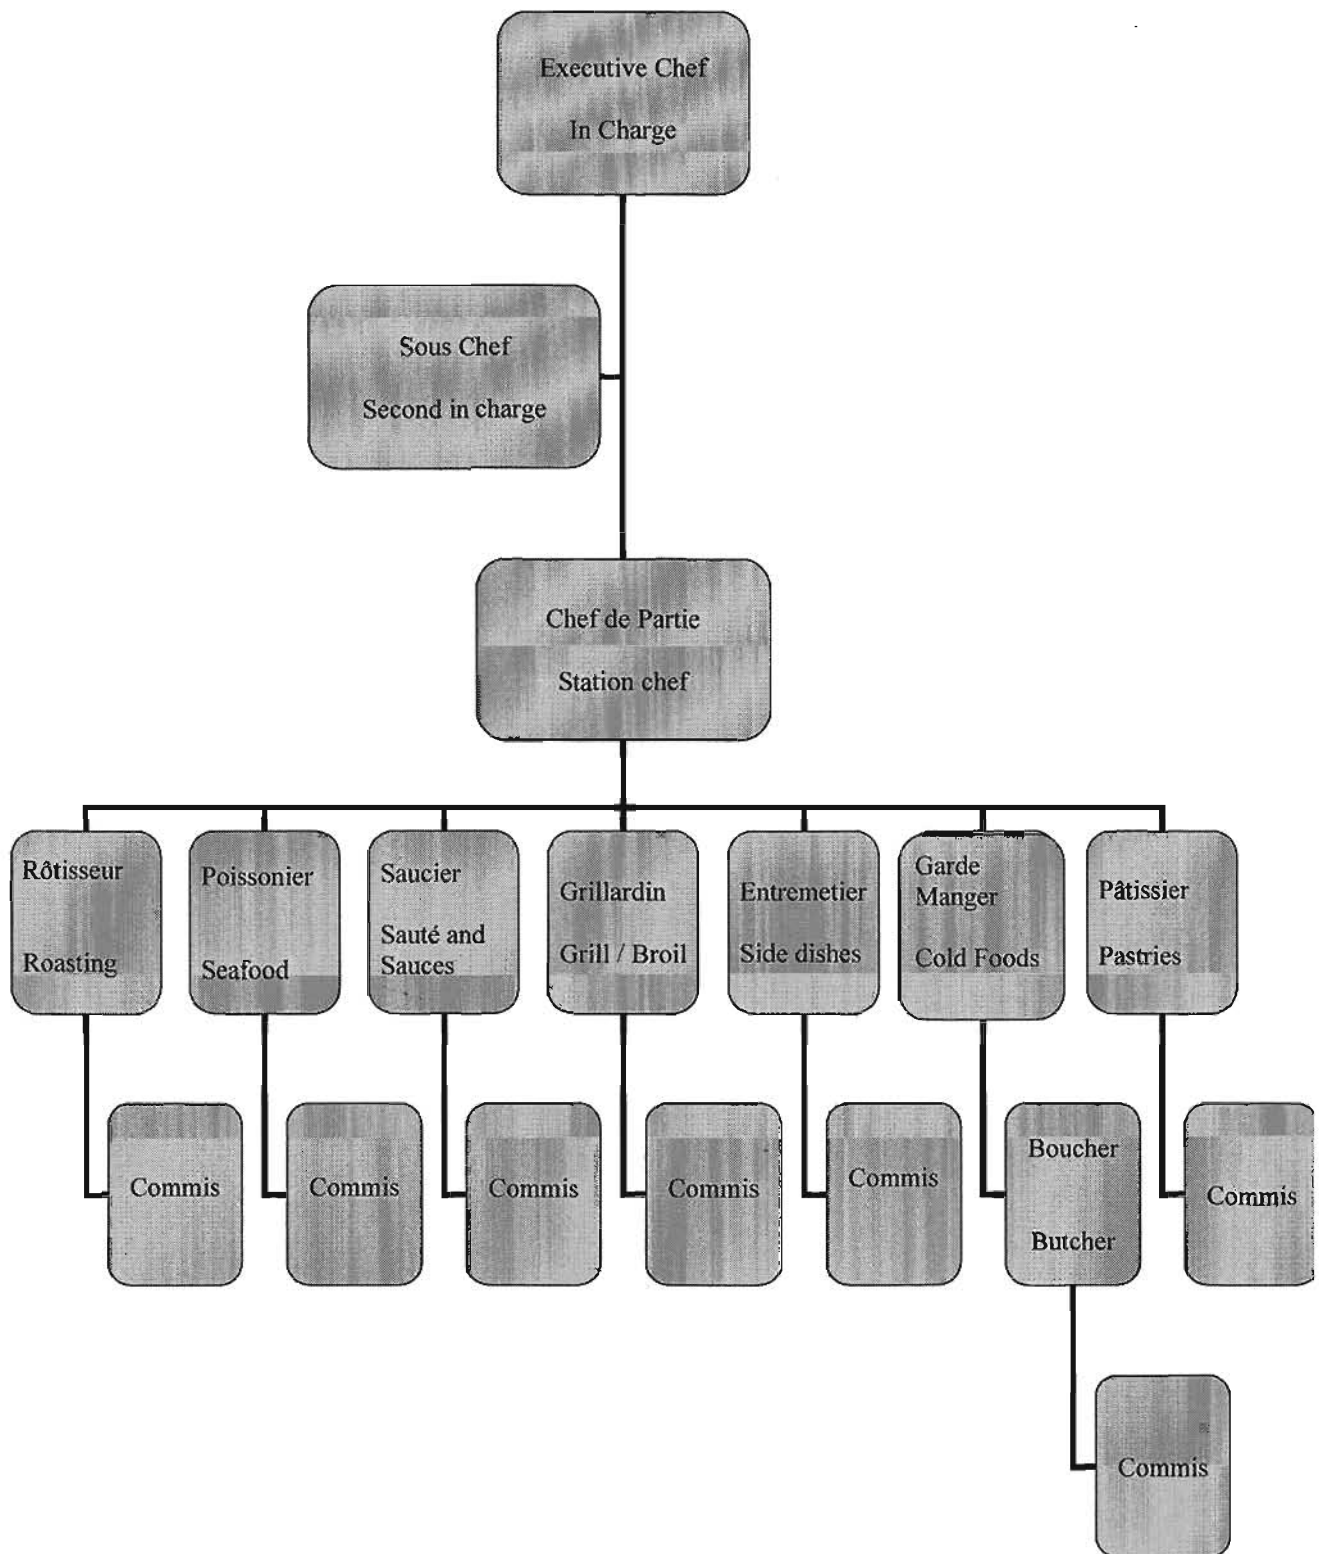 Executive Chef
In Charge
Sous Chef
Second in charge
Chef de Partie
Station chef
Rôtisseur
Roasting
Poissonier
Seafood
Saucier
Sauté and
Sauces
Grillardin
Grill / Broil
Entremetier
Side dishes
Garde
Manger
Cold Foods
Pâtissier
Pastries
Commis
Commis
Commis
Commis
Commis
Boucher
Butcher
Commis
Commis